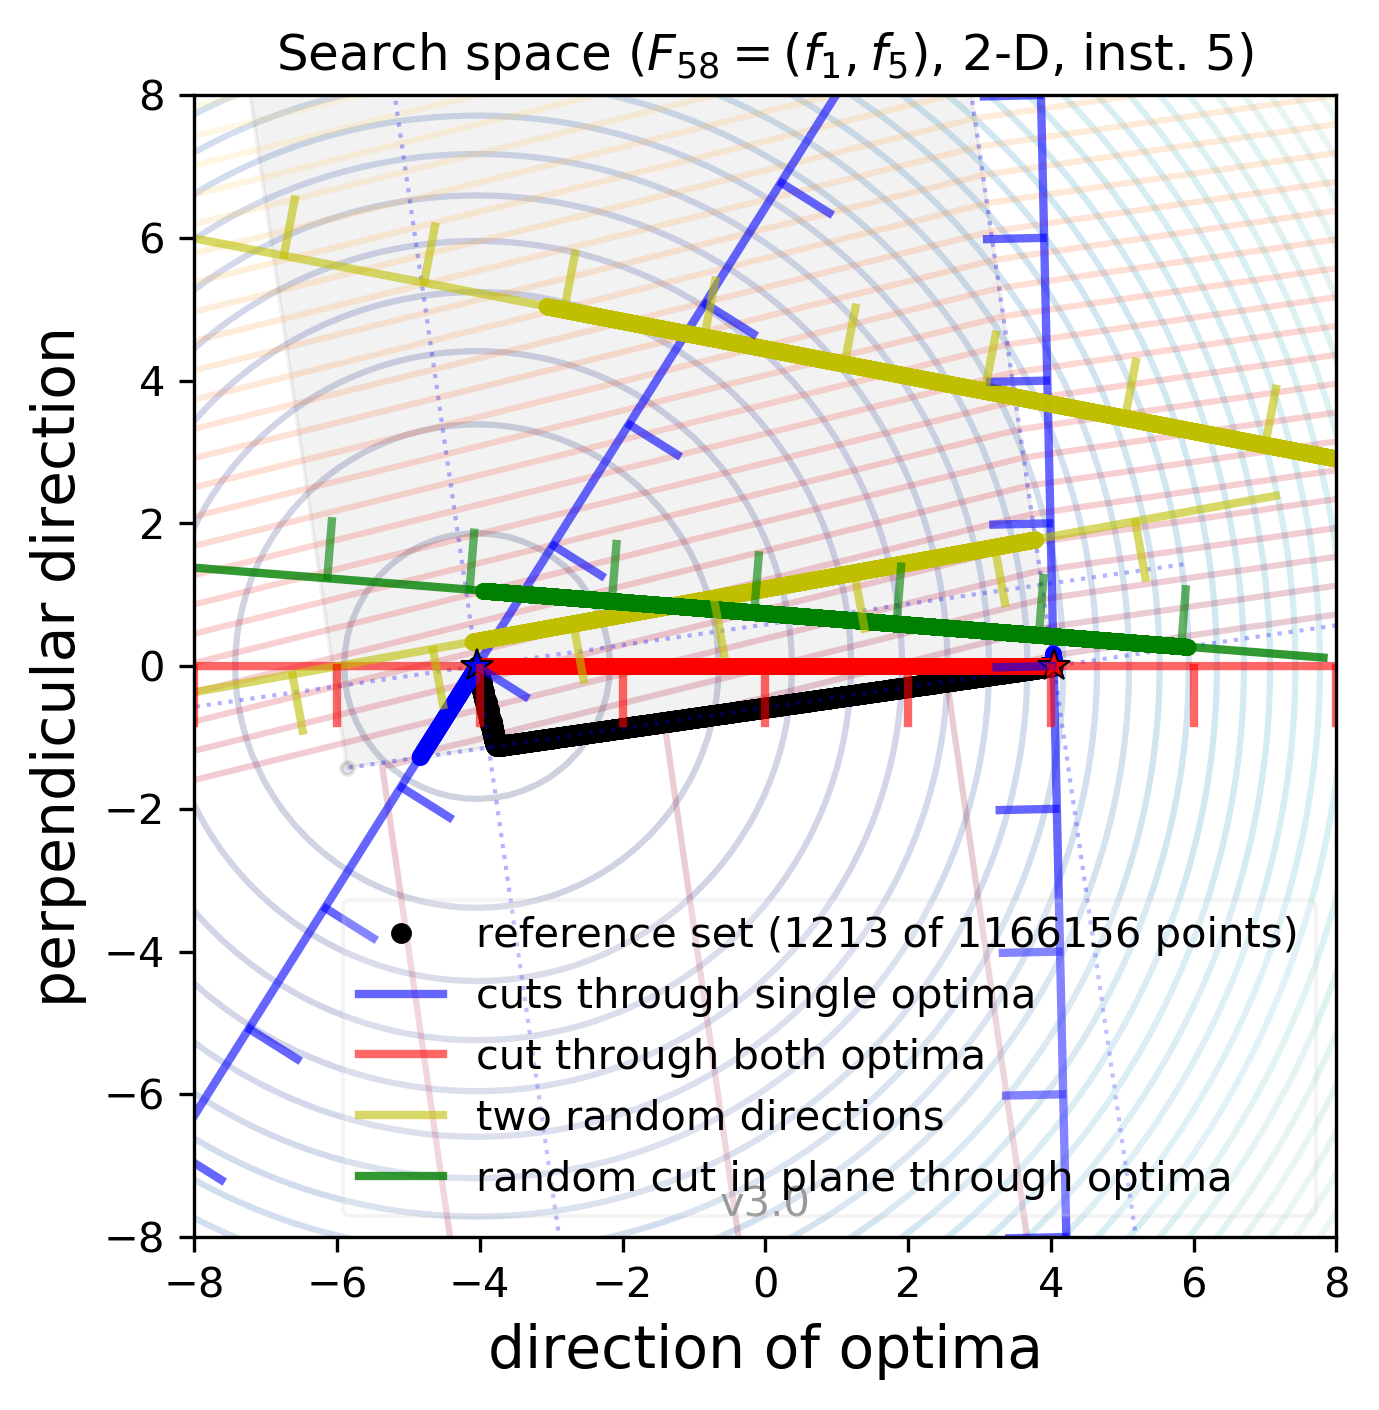 Search space (F₅₈ = (f₁, f₅), 2-D, inst. 5)
8
6
4
2
0
−2
−4
−6
−8
perpendicular direction
reference set (1213 of 1166156 points)
cuts through single optima
cut through both optima
two random directions
random cut in plane through optima
v3.0
−8 −6 −4 −2 0 2 4 6 8
direction of optima